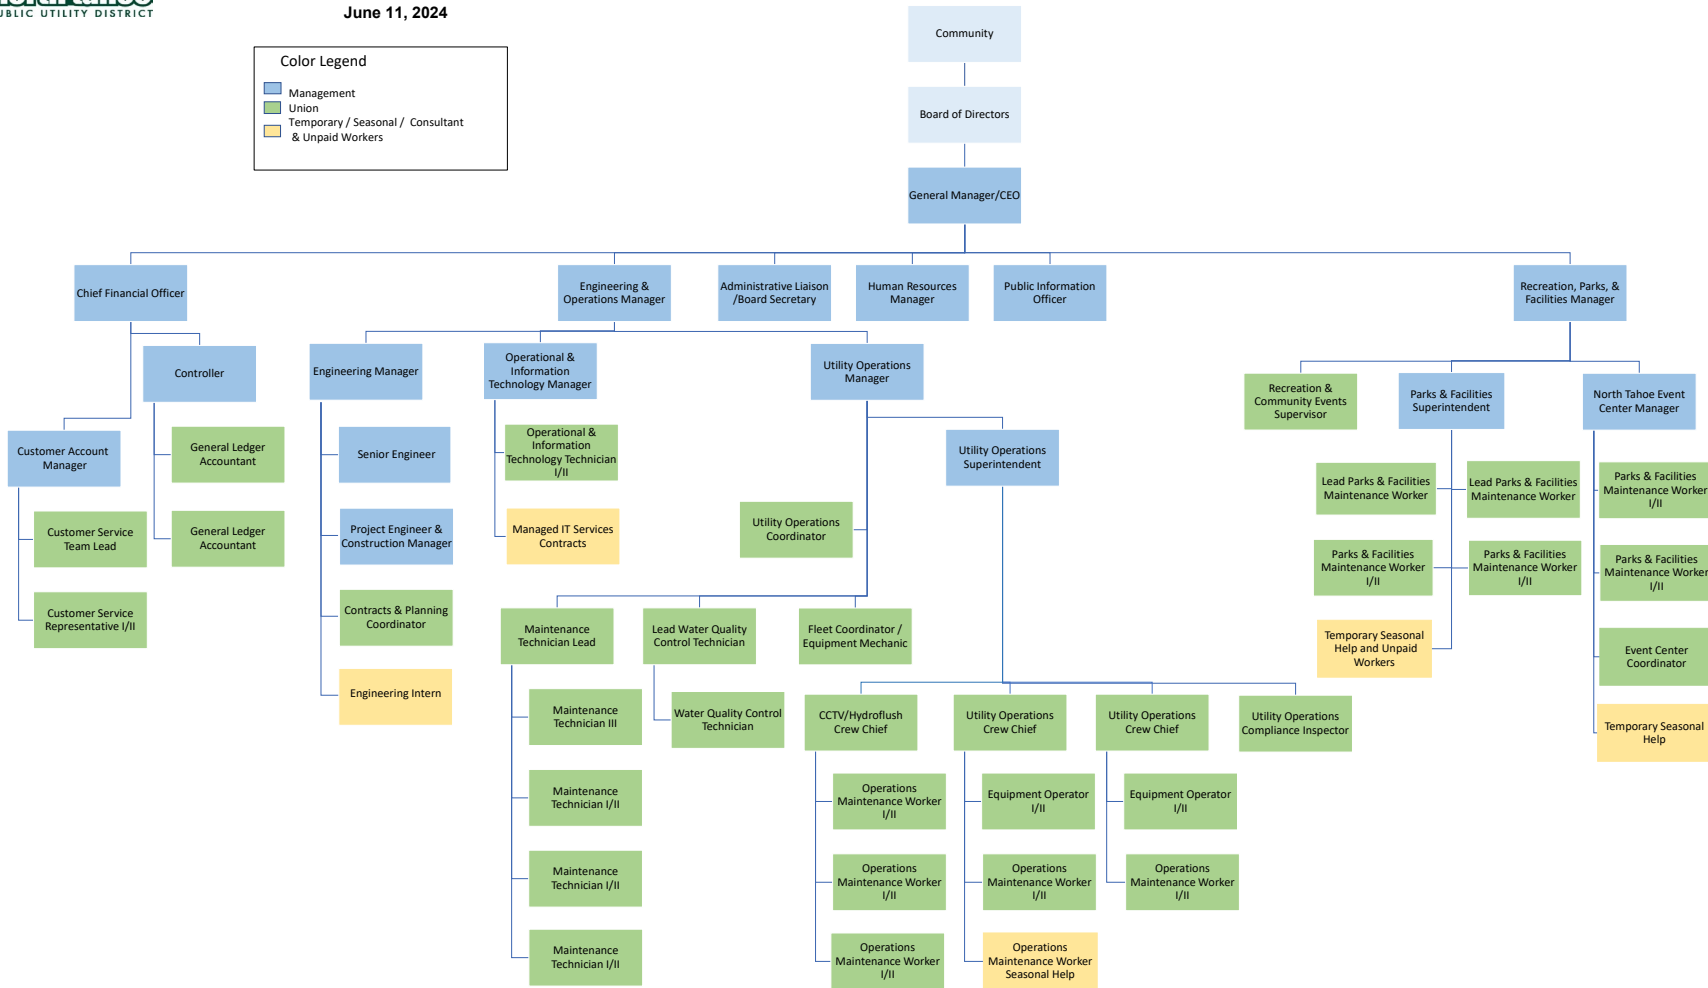 PUBLIC UTILITY DISTRICT
June 11, 2024
Color Legend
Management
Union
Temporary / Seasonal / Consultant
& Unpaid Workers
Community
Board of Directors
General Manager/CEO
Chief Financial Officer
Engineering &
Operations Manager
Administrative Liaison
/Board Secretary
Human Resources
Manager
Public Information
Officer
Recreation, Parks, &
Facilities Manager
Controller
Engineering Manager
Operational &
Information
Technology Manager
Utility Operations
Manager
Recreation &
Community Events
Supervisor
Parks & Facilities
Superintendent
North Tahoe Event
Center Manager
Customer Account
Manager
General Ledger
Accountant
Senior Engineer
Operational &
Information
Technology Technician
I/II
Utility Operations
Superintendent
Lead Parks & Facilities
Maintenance Worker
Lead Parks & Facilities
Maintenance Worker
Parks & Facilities
Maintenance Worker
I/II
Customer Service
Team Lead
General Ledger
Accountant
Project Engineer &
Construction Manager
Managed IT Services
Contracts
Utility Operations
Coordinator
Parks & Facilities
Maintenance Worker
I/II
Parks & Facilities
Maintenance Worker
I/II
Parks & Facilities
Maintenance Worker
I/II
Customer Service
Representative I/II
Contracts & Planning
Coordinator
Maintenance
Technician Lead
Lead Water Quality
Control Technician
Fleet Coordinator /
Equipment Mechanic
Temporary Seasonal
Help and Unpaid
Workers
Event Center
Coordinator
Engineering Intern
Maintenance
Technician III
Water Quality Control
Technician
CCTV/Hydroflush
Crew Chief
Utility Operations
Crew Chief
Utility Operations
Crew Chief
Utility Operations
Compliance Inspector
Temporary Seasonal
Help
Maintenance
Technician I/II
Operations
Maintenance Worker
I/II
Equipment Operator
I/II
Equipment Operator
I/II
Maintenance
Technician I/II
Operations
Maintenance Worker
I/II
Operations
Maintenance Worker
I/II
Operations
Maintenance Worker
I/II
Maintenance
Technician I/II
Operations
Maintenance Worker
I/II
Operations
Maintenance Worker
Seasonal Help